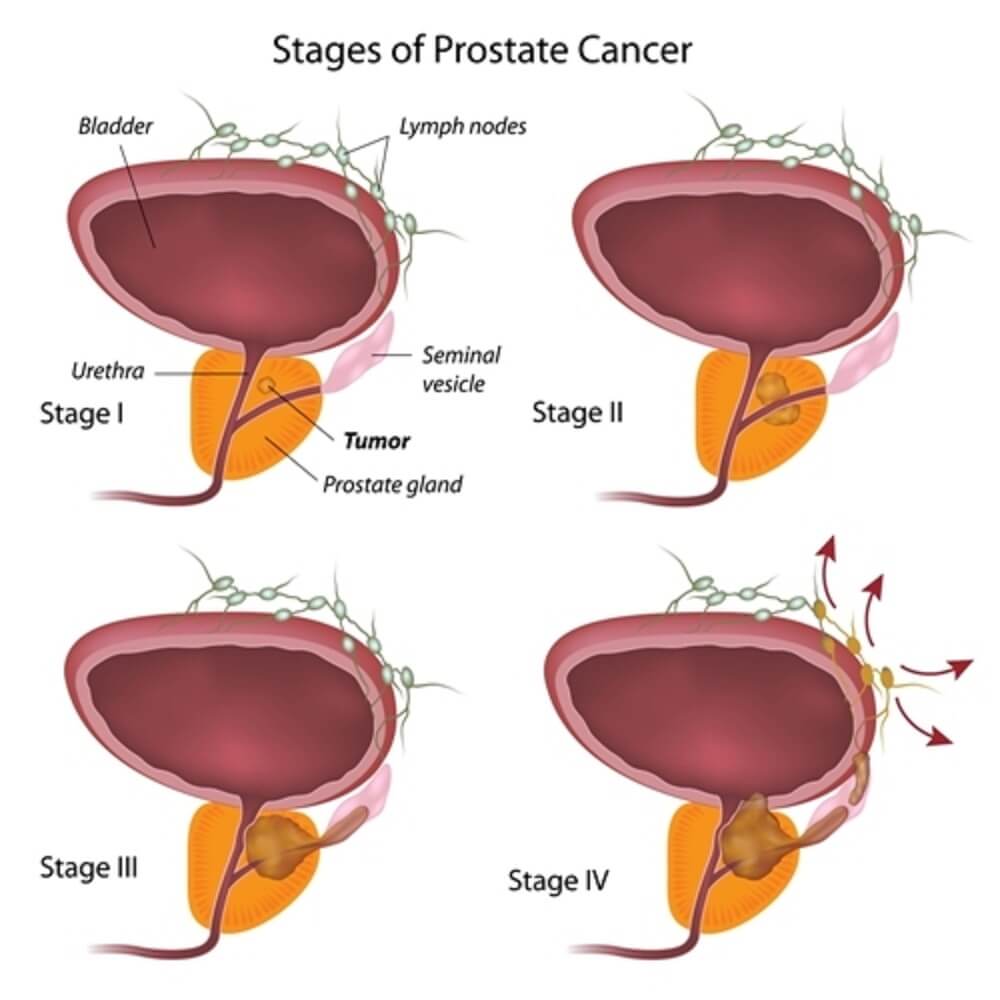 Stages of Prostate Cancer
Bladder
Lymph nodes
Urethra
Seminal
vesicle
Stage I
Tumor
Prostate gland
Stage II
Stage III
Stage IV